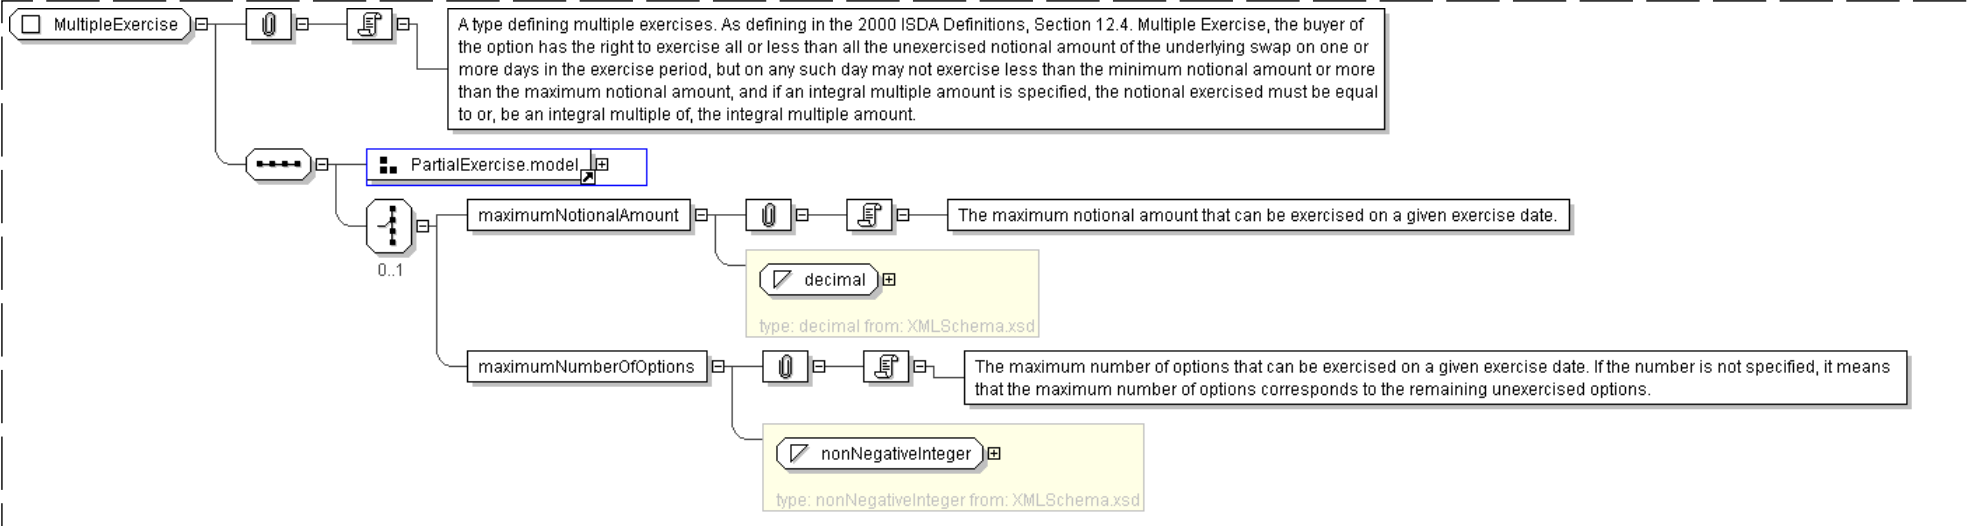 MultipleExercise
A type defining multiple exercises. As defining in the 2000 ISDA Definitions, Section 12.4. Multiple Exercise, the buyer of
the option has the right to exercise all or less than all the unexercised notional amount of the underlying swap on one or
more days in the exercise period, but on any such day may not exercise less than the minimum notional amount or more
than the maximum notional amount, and if an integral multiple amount is specified, the notional exercised must be equal
to or, be an integral multiple of, the integral multiple amount.
PartialExercise.model
maximumNotionalAmount
The maximum notional amount that can be exercised on a given exercise date.
0..1
decimal
type: decimal from: XMLSchema.xsd
maximumNumberOfOptions
The maximum number of options that can be exercised on a given exercise date. If the number is not specified, it means
that the maximum number of options corresponds to the remaining unexercised options.
nonNegativeInteger
type: nonNegativeInteger from: XMLSchema.xsd